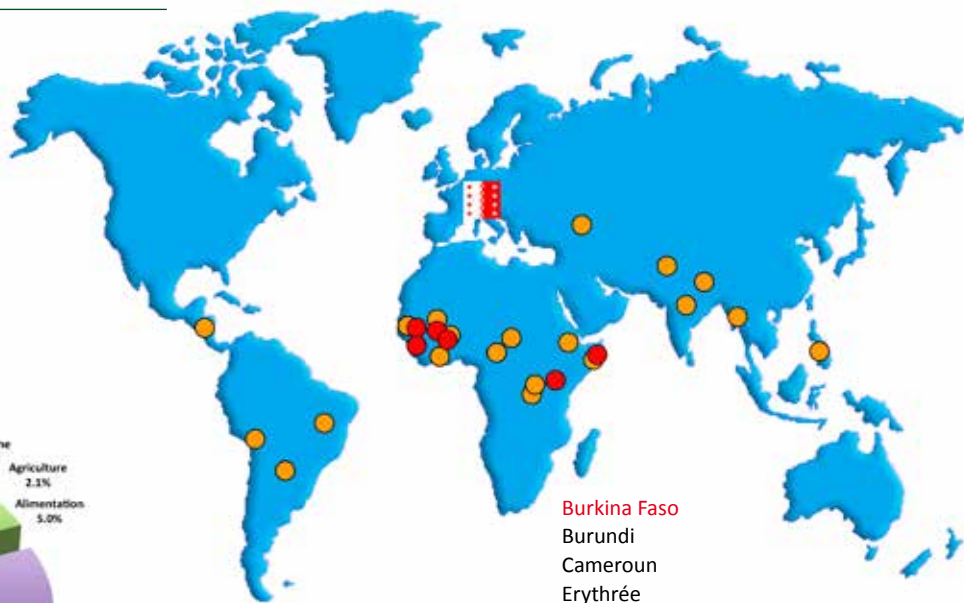 Agriculture
2.1%
Alimentation
5.0%
Burkina Faso
Burundi
Cameroun
Erythrée